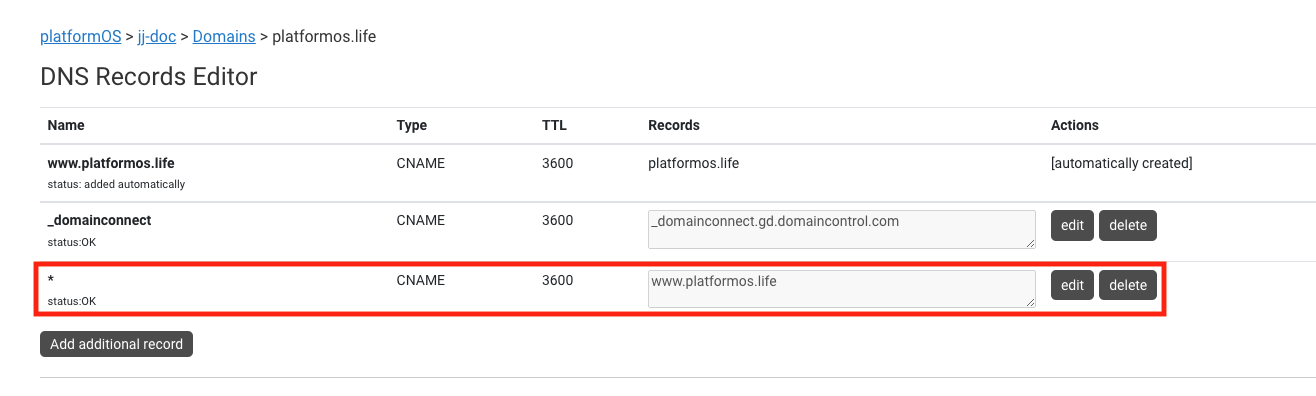 platformOS > jj-doc > Domains > platformos.life
DNS Records Editor
Name Type TTL Records Actions
www.platformos.life CNAME 3600 platformos.life [automatically created]
status: added automatically
_domainconnect CNAME 3600 _domainconnect.gd.domaincontrol.com edit delete
status:OK
* CNAME 3600 www.platformos.life edit delete
status:OK
Add additional record